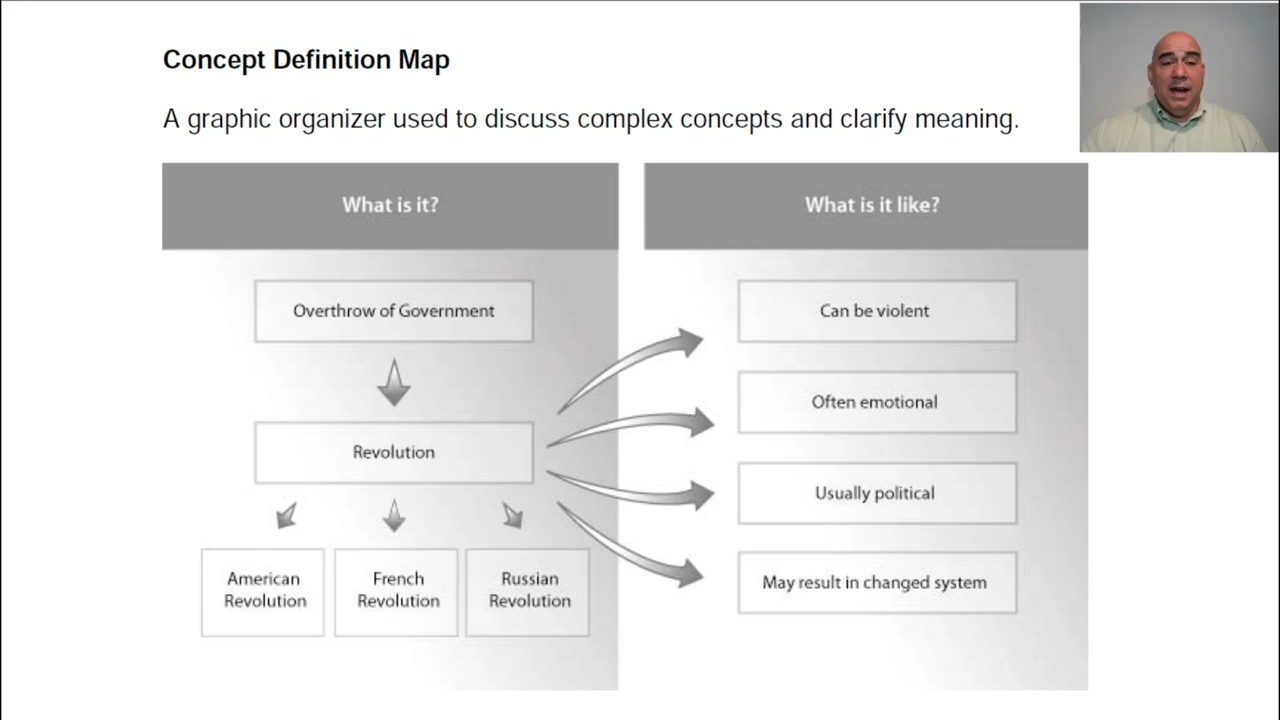 Concept Definition Map
A graphic organizer used to discuss complex concepts and clarify meaning.
What is it?
Overthrow of Government
Revolution
American
Revolution
French
Revolution
Russian
Revolution
What is it like?
Can be violent
Often emotional
Usually political
May result in changed system